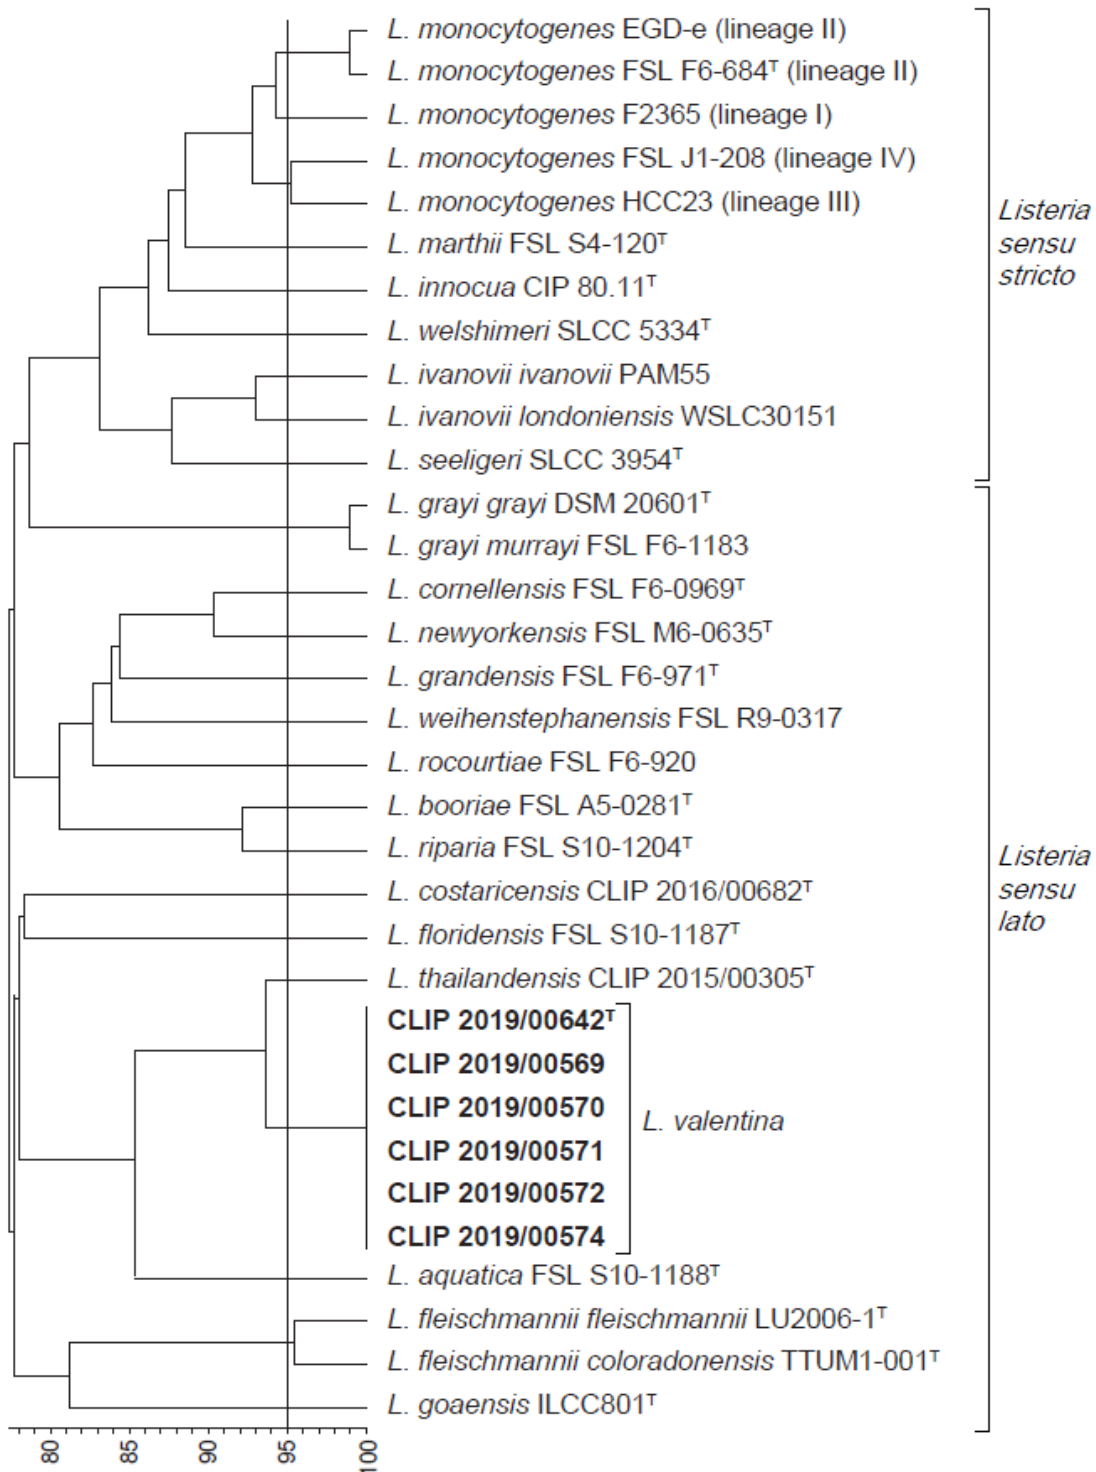 L. monocytogenes EGD-e (lineage II)
L. monocytogenes FSL F6-684ᵀ (lineage II)
L. monocytogenes F2365 (lineage I)
L. monocytogenes FSL J1-208 (lineage IV)
L. monocytogenes HCC23 (lineage III)
L. marthii FSL S4-120ᵀ
L. innocua CIP 80.11ᵀ
L. welshimeri SLCC 5334ᵀ
L. ivanovii ivanovii PAM55
L. ivanovii londoniensis WSLC30151
L. seeligeri SLCC 3954ᵀ
Listeria
sensu
stricto
L. grayi grayi DSM 20601ᵀ
L. grayi murrayi FSL F6-1183
L. cornellensis FSL F6-0969ᵀ
L. newyorkensis FSL M6-0635ᵀ
L. grandensis FSL F6-971ᵀ
L. weihenstephanensis FSL R9-0317
L. rocourtiae FSL F6-920
L. booriae FSL A5-0281ᵀ
L. riparia FSL S10-1204ᵀ
L. costaricensis CLIP 2016/00682ᵀ
L. floridensis FSL S10-1187ᵀ
L. thailandensis CLIP 2015/00305ᵀ
CLIP 2019/00642ᵀ
CLIP 2019/00569
CLIP 2019/00570
CLIP 2019/00571
CLIP 2019/00572
CLIP 2019/00574
L. valentina
L. aquatica FSL S10-1188ᵀ
L. fleischmannii fleischmannii LU2006-1ᵀ
L. fleischmannii coloradonensis TTUM1-001ᵀ
L. goaensis ILCC801ᵀ
Listeria
sensu
lato
80
85
90
95
100